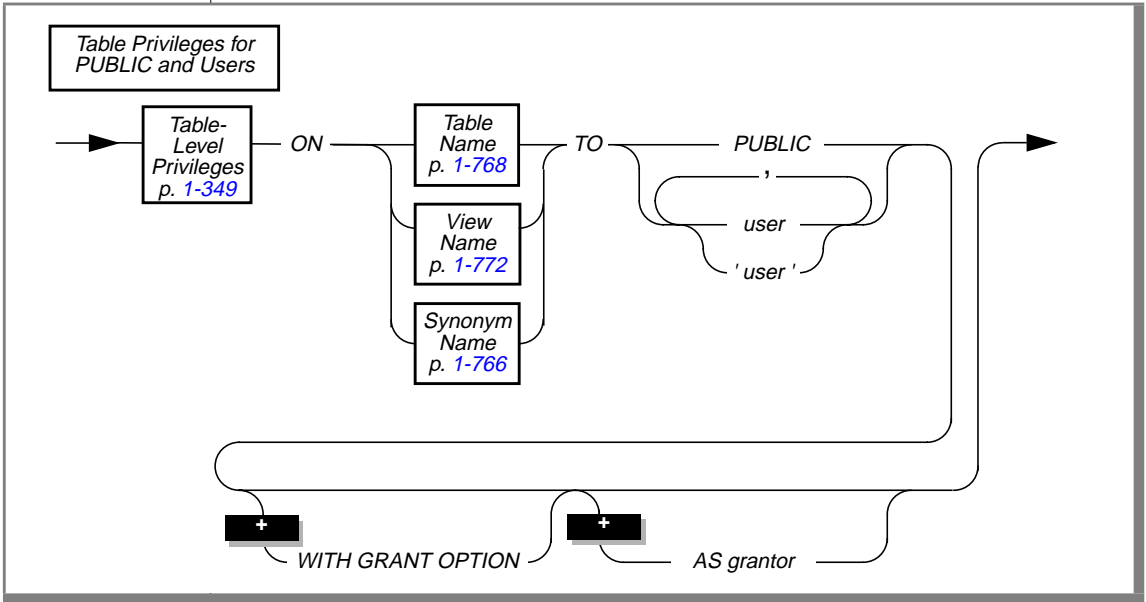 Table Privileges for
PUBLIC and Users
Table-
Level
Privileges
p. 1-349
ON
Table
Name
p. 1-768
TO
PUBLIC
,
user
' user '
View
Name
p. 1-772
Synonym
Name
p. 1-766
+
WITH GRANT OPTION
+
AS grantor